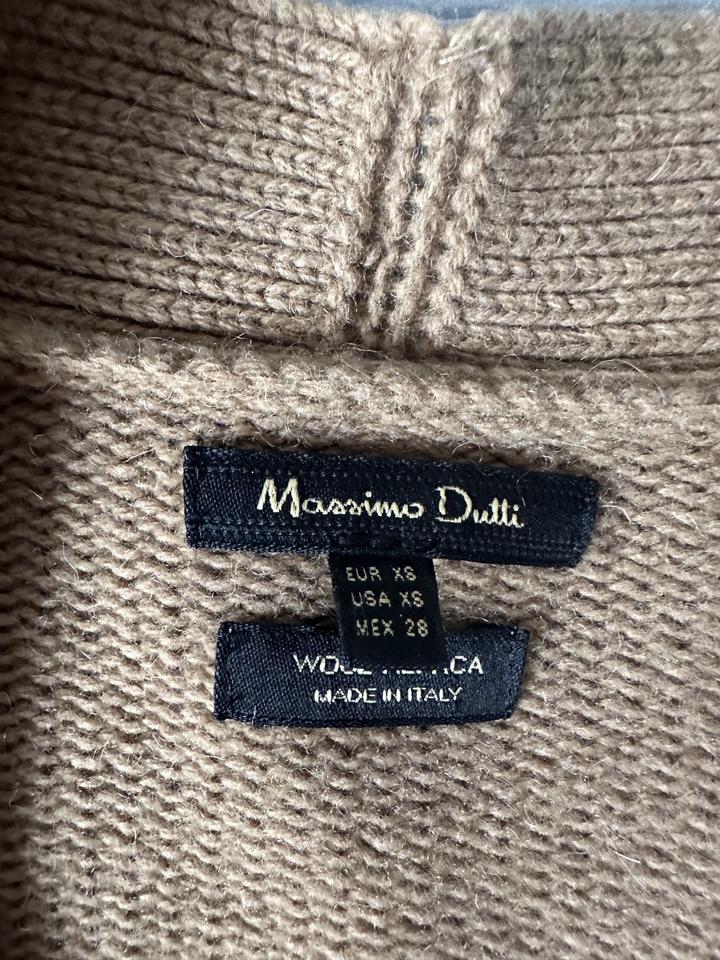 Massimo Dutti
EUR XS
USA XS
MEX 28
MADE IN ITALY